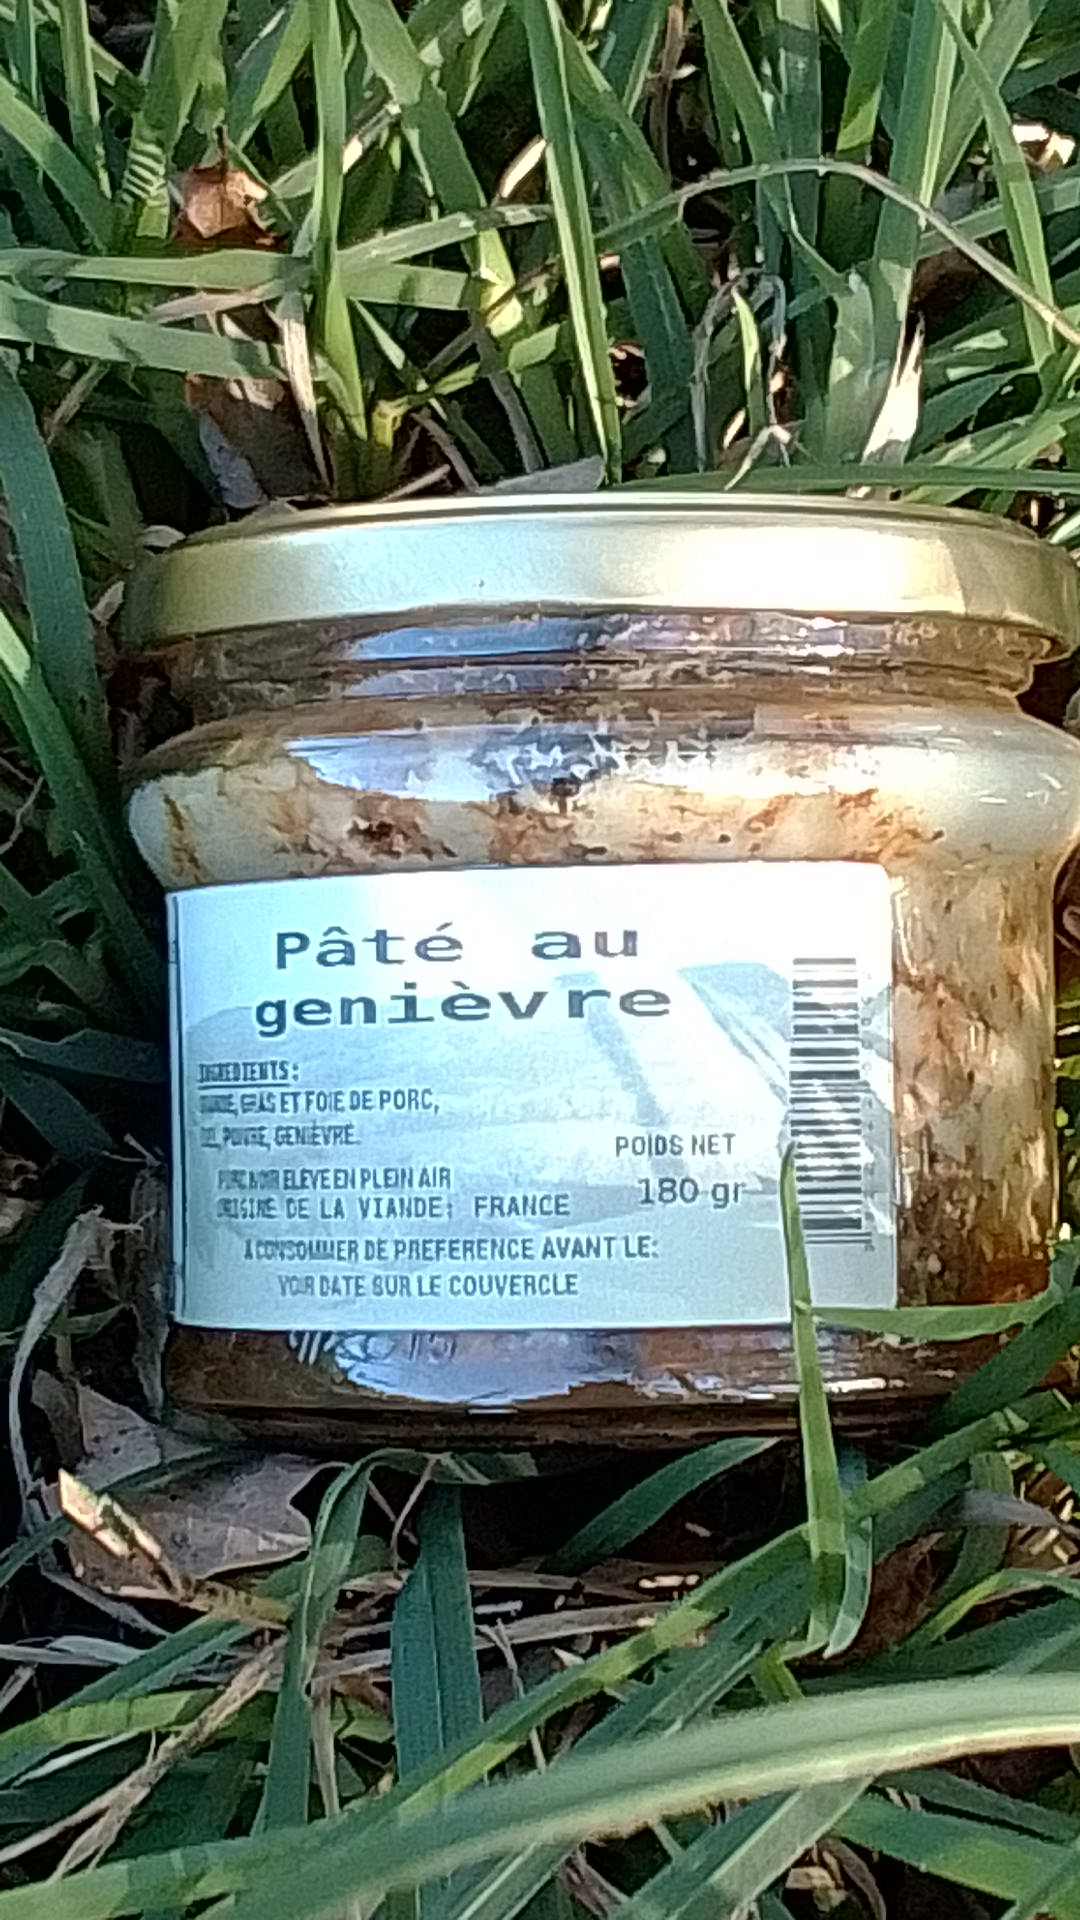 Pâté au
genièvre
INGREDIENTS:
VIANDE, GRAS ET FOIE DE PORC,
SEL, POIVRE, GENIÈVRE.
PORC NOIR ELEVE EN PLEIN AIR
ORIGINE DE LA VIANDE: FRANCE
POIDS NET
180 gr
A CONSOMMER DE PREFERENCE AVANT LE:
VOIR DATE SUR LE COUVERCLE